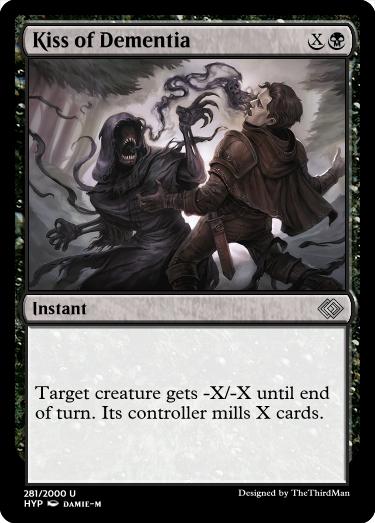 Kiss of Dementia X
Instant
Target creature gets -X/-X until end
of turn. Its controller mills X cards.
281/2000 U
HYP DAMIE-M
Designed by TheThirdMan